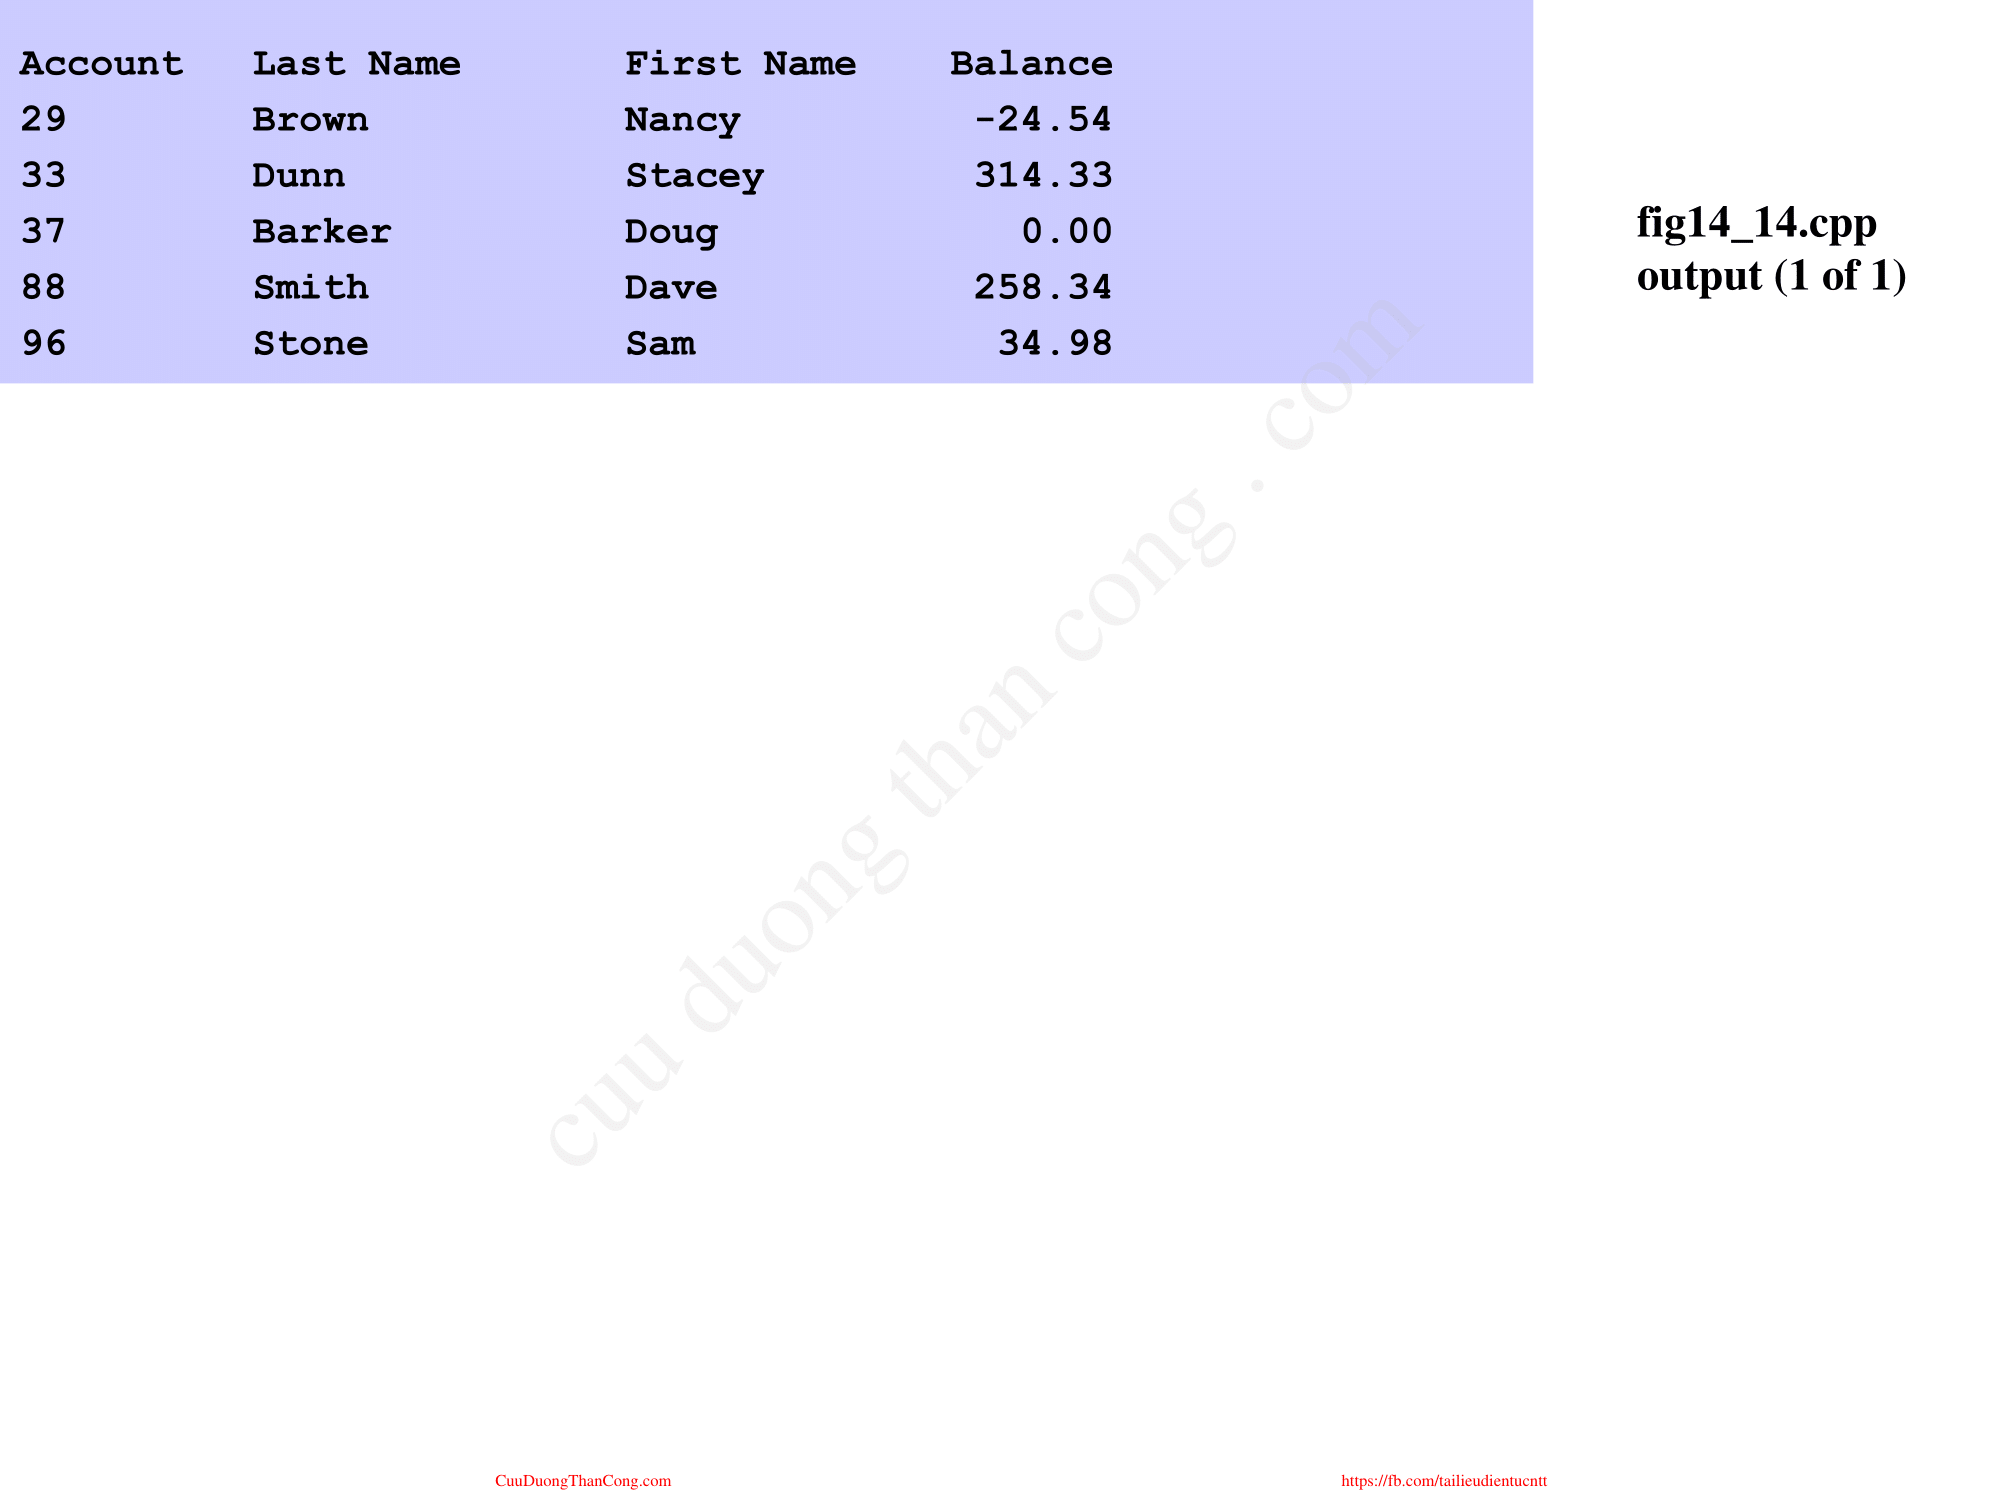 Account   Last Name       First Name    Balance
29        Brown           Nancy          -24.54
33        Dunn            Stacey         314.33
37        Barker          Doug             0.00
88        Smith           Dave           258.34
96        Stone           Sam             34.98
fig14_14.cpp
output (1 of 1)
cuu duong than cong . com
CuuDuongThanCong.com
https://fb.com/tailieudientucntt